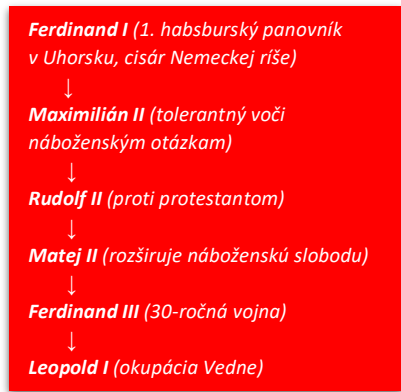 Ferdinand I (1. habsburský panovník
v Uhorsku, cisár Nemeckej ríše)
↓
Maximilián II (tolerantný voči
náboženským otázkam)
↓
Rudolf II (proti protestantom)
↓
Matej II (rozširuje náboženskú slobodu)
↓
Ferdinand III (30-ročná vojna)
↓
Leopold I (okupácia Vedne)